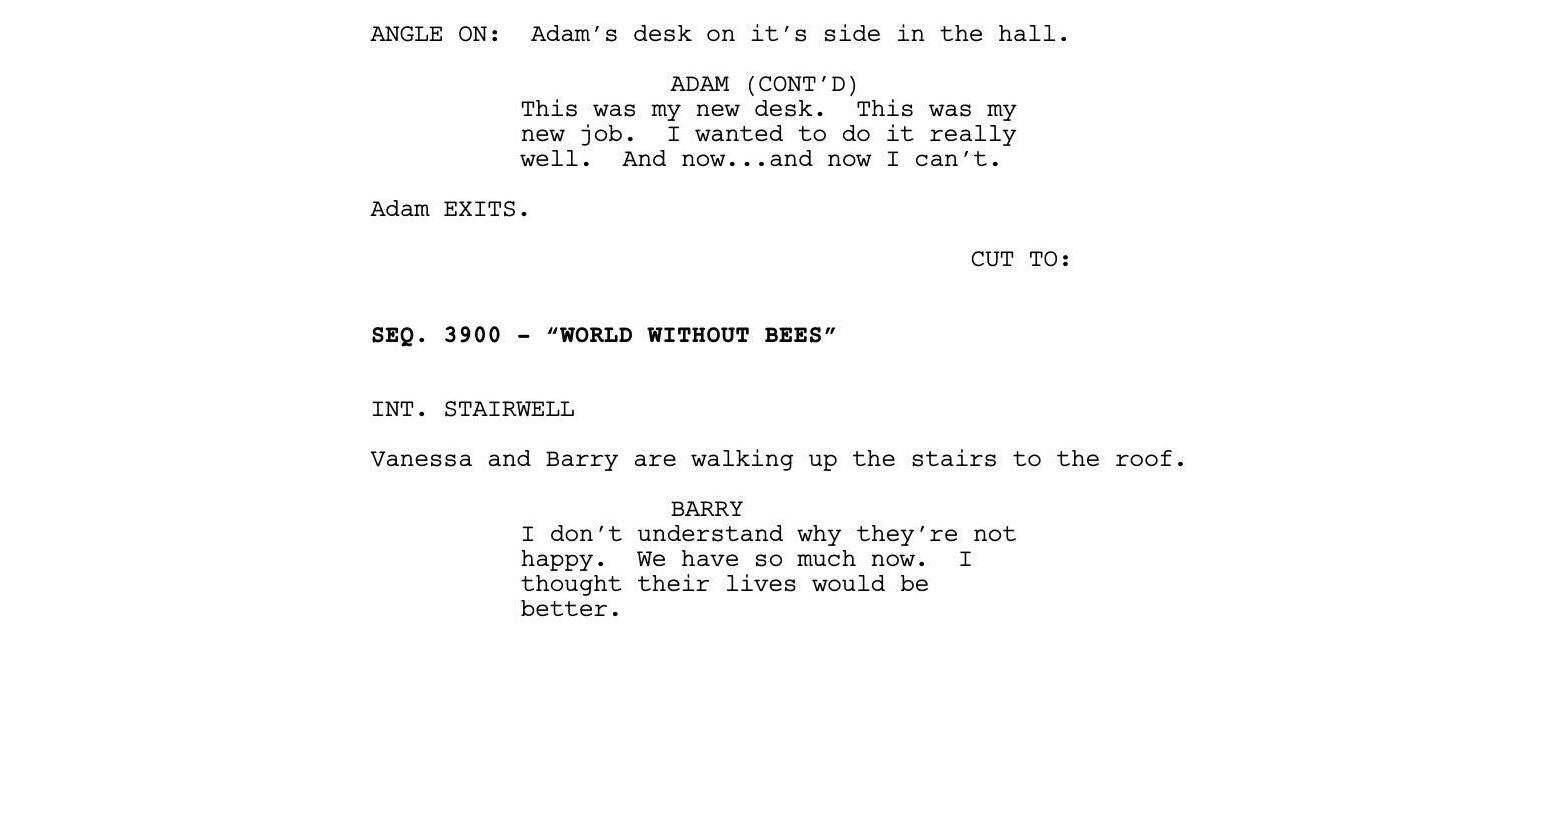 ANGLE ON:  Adam’s desk on it’s side in the hall.
ADAM (CONT’D)
This was my new desk.  This was my
new job.  I wanted to do it really
well.  And now...and now I can’t.
Adam EXITS.
CUT TO:
SEQ. 3900 - “WORLD WITHOUT BEES”
INT. STAIRWELL
Vanessa and Barry are walking up the stairs to the roof.
BARRY
I don’t understand why they’re not
happy.  We have so much now.  I
thought their lives would be
better.